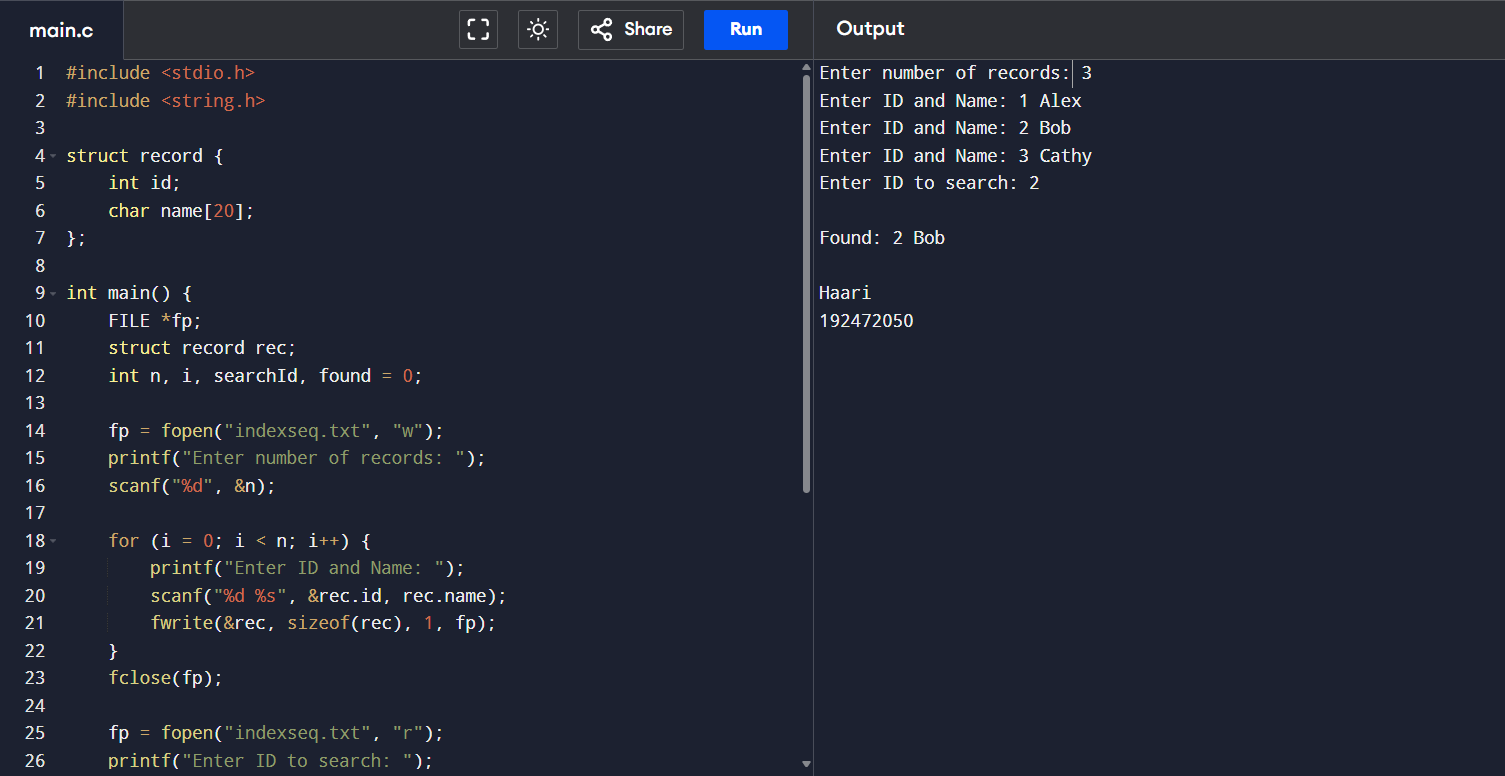 main.c
Share
Run
Output
1 #include <stdio.h>
2 #include <string.h>
3
4 struct record {
5     int id;
6     char name[20];
7 };
8
9 int main() {
10     FILE *fp;
11     struct record rec;
12     int n, i, searchId, found = 0;
13
14     fp = fopen("indexseq.txt", "w");
15     printf("Enter number of records: ");
16     scanf("%d", &n);
17
18     for (i = 0; i < n; i++) {
19         printf("Enter ID and Name: ");
20         scanf("%d %s", &rec.id, rec.name);
21         fwrite(&rec, sizeof(rec), 1, fp);
22     }
23     fclose(fp);
24
25     fp = fopen("indexseq.txt", "r");
26     printf("Enter ID to search: ");
Enter number of records: 3
Enter ID and Name: 1 Alex
Enter ID and Name: 2 Bob
Enter ID and Name: 3 Cathy
Enter ID to search: 2

Found: 2 Bob

Haari
192472050